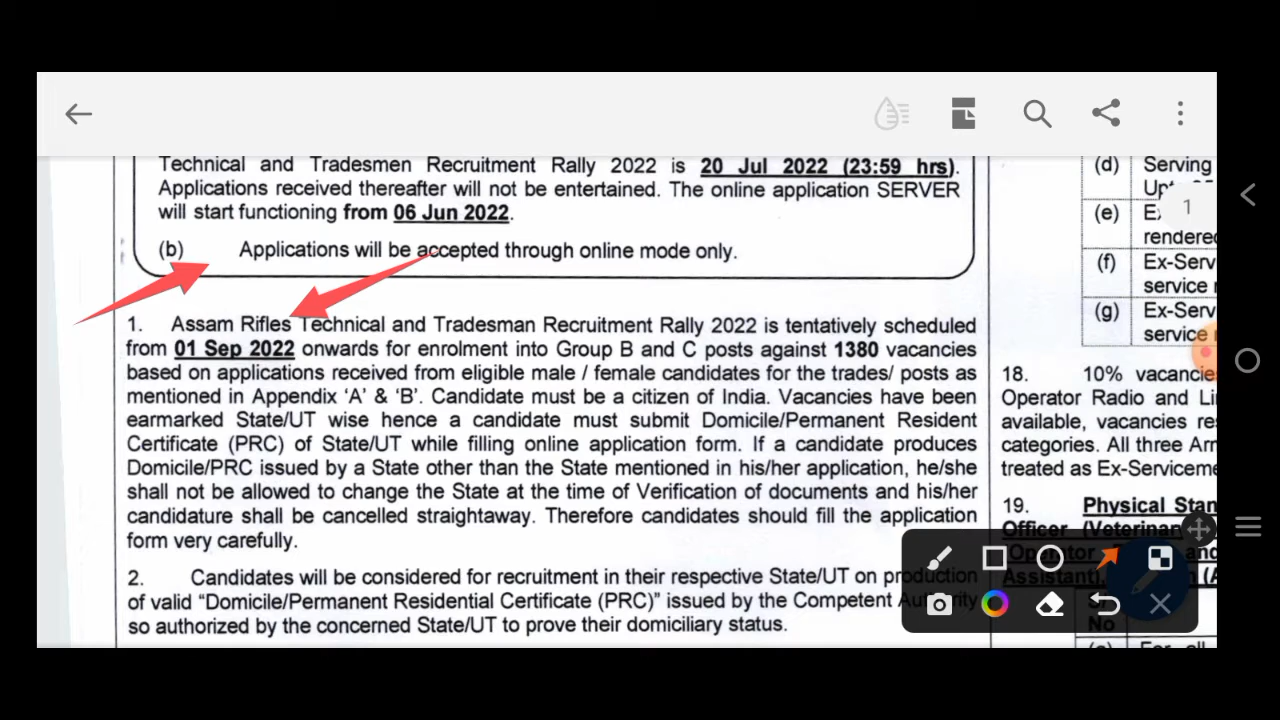 Technical and Tradesmen Recruitment Rally 2022 is 20 Jul 2022 (23:59 hrs).
Applications received thereafter will not be entertained. The online application SERVER
will start functioning from 06 Jun 2022.
(b) Applications will be accepted through online mode only.
1. Assam Rifles Technical and Tradesman Recruitment Rally 2022 is tentatively scheduled
from 01 Sep 2022 onwards for enrolment into Group B and C posts against 1380 vacancies
based on applications received from eligible male / female candidates for the trades/ posts as
mentioned in Appendix ‘A’ & ‘B’. Candidate must be a citizen of India. Vacancies have been
earmarked State/UT wise hence a candidate must submit Domicile/Permanent Resident
Certificate (PRC) of State/UT while filling online application form. If a candidate produces
Domicile/PRC issued by a State other than the State mentioned in his/her application, he/she
shall not be allowed to change the State at the time of Verification of documents and his/her
candidature shall be cancelled straightaway. Therefore candidates should fill the application
form very carefully.
2. Candidates will be considered for recruitment in their respective State/UT on production
of valid “Domicile/Permanent Residential Certificate (PRC)” issued by the Competent Authority
so authorized by the concerned State/UT to prove their domiciliary status.
(d) Serving
(e)
rendered
(f) Ex-Serv
service
(g) Ex-Serv
service
1
18. 10% vacancie
Operator Radio and Li
available, vacancies res
categories. All three Arm
treated as Ex-Serviceme
19. Physical Stan
Officer (Veterinar
Operator and
Assistant), (A
No